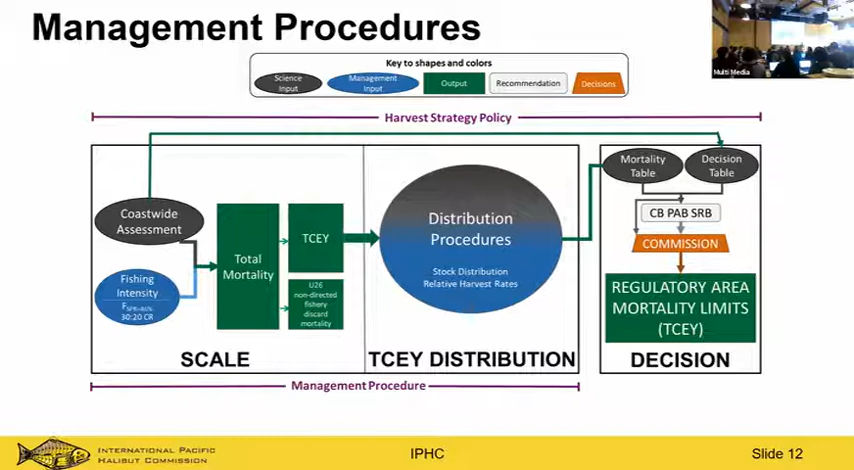 Management Procedures
Multi Media
Key to shapes and colors
Science
Input
Management
Input
Output
Recommendation
Decisions
Harvest Strategy Policy
Coastwide
Assessment
Fishing
Intensity
30:20 CR
Total
Mortality
TCEY
U26
non-directed
fishery
discard
mortality
SCALE
Distribution
Procedures
Stock Distribution
Relative Harvest Rates
TCEY DISTRIBUTION
Mortality
Table
Decision
Table
CB PAB SRB
COMMISSION
REGULATORY AREA
MORTALITY LIMITS
(TCEY)
DECISION
Management Procedure
INTERNATIONAL PACIFIC
HALIBUT COMMISSION
IPHC
Slide 12